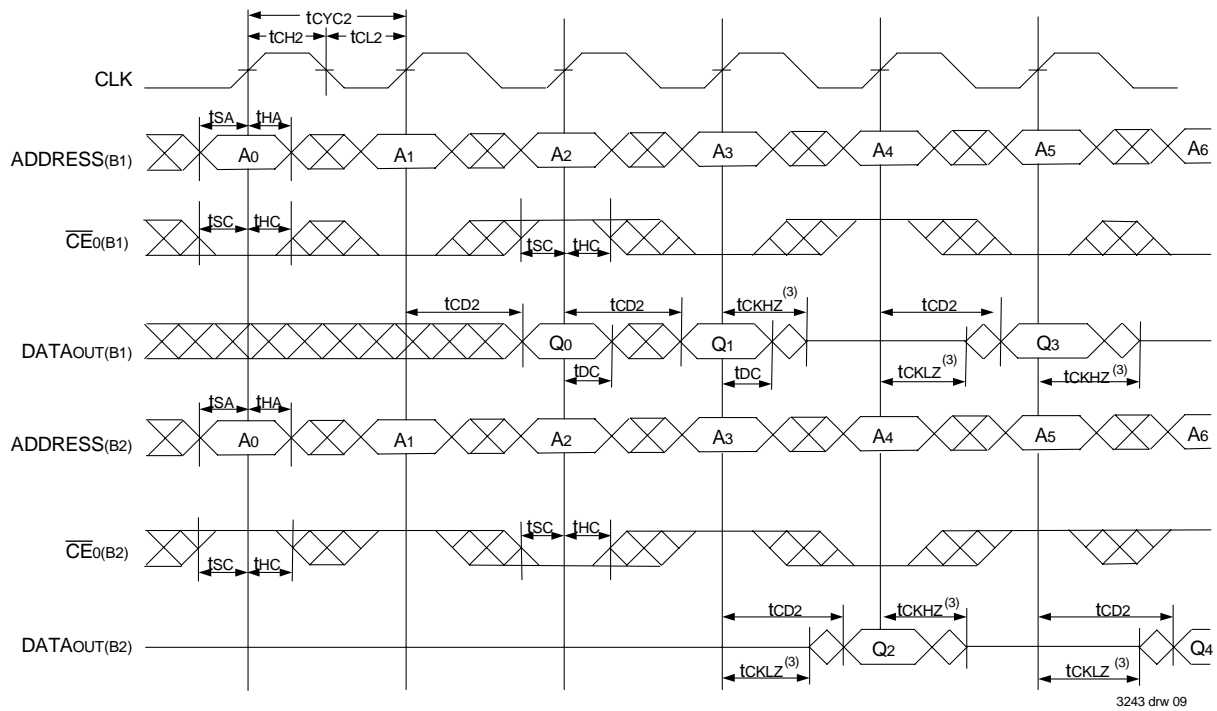 tCYC2
tCH2 tCL2
CLK
tSA tHA
ADDRESS(B1) A0 A1 A2 A3 A4 A5 A6
tSC tHC
CE0(B1)
tSC tHC
tCD2 tCD2 tCKHZ(3) tCD2
DATAOUT(B1) Q0 Q1 Q3
tDC tDC tCKLZ(3) tCKHZ(3)
tSA tHA
ADDRESS(B2) A0 A1 A2 A3 A4 A5 A6
tSC tHC
CE0(B2)
tSC tHC
tCD2 tCKHZ(3) tCD2
DATAOUT(B2) Q2 Q4
tCKLZ(3) tCKLZ(3)
3243 drw 09